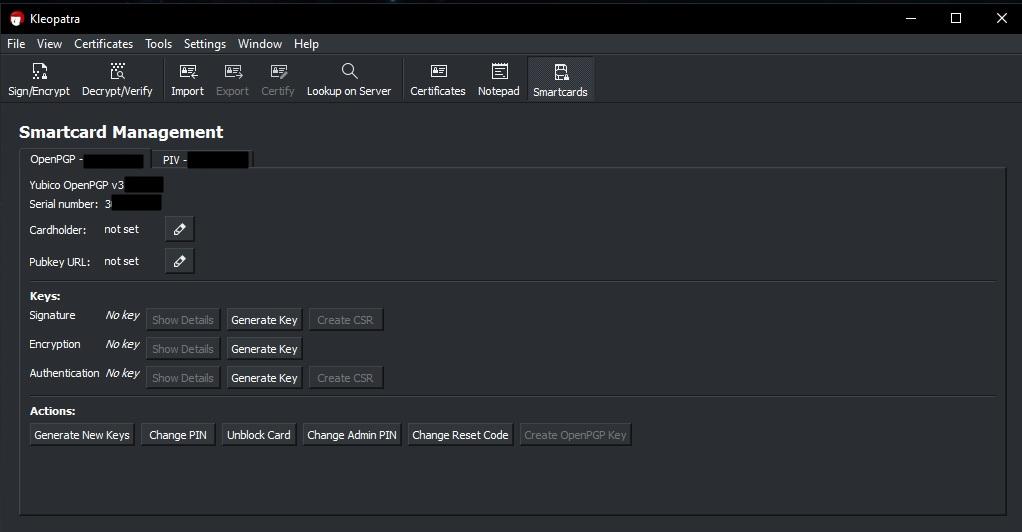 Kleopatra
File View Certificates Tools Settings Window Help
Sign/Encrypt Decrypt/Verify Import Export Certify Lookup on Server Certificates Notepad Smartcards
Smartcard Management
OpenPGP - PIV -
Yubico OpenPGP v3
Serial number: 3
Cardholder: not set
Pubkey URL: not set
Keys:
Signature No key Show Details Generate Key Create CSR
Encryption No key Show Details Generate Key
Authentication No key Show Details Generate Key Create CSR
Actions:
Generate New Keys Change PIN Unblock Card Change Admin PIN Change Reset Code Create OpenPGP Key